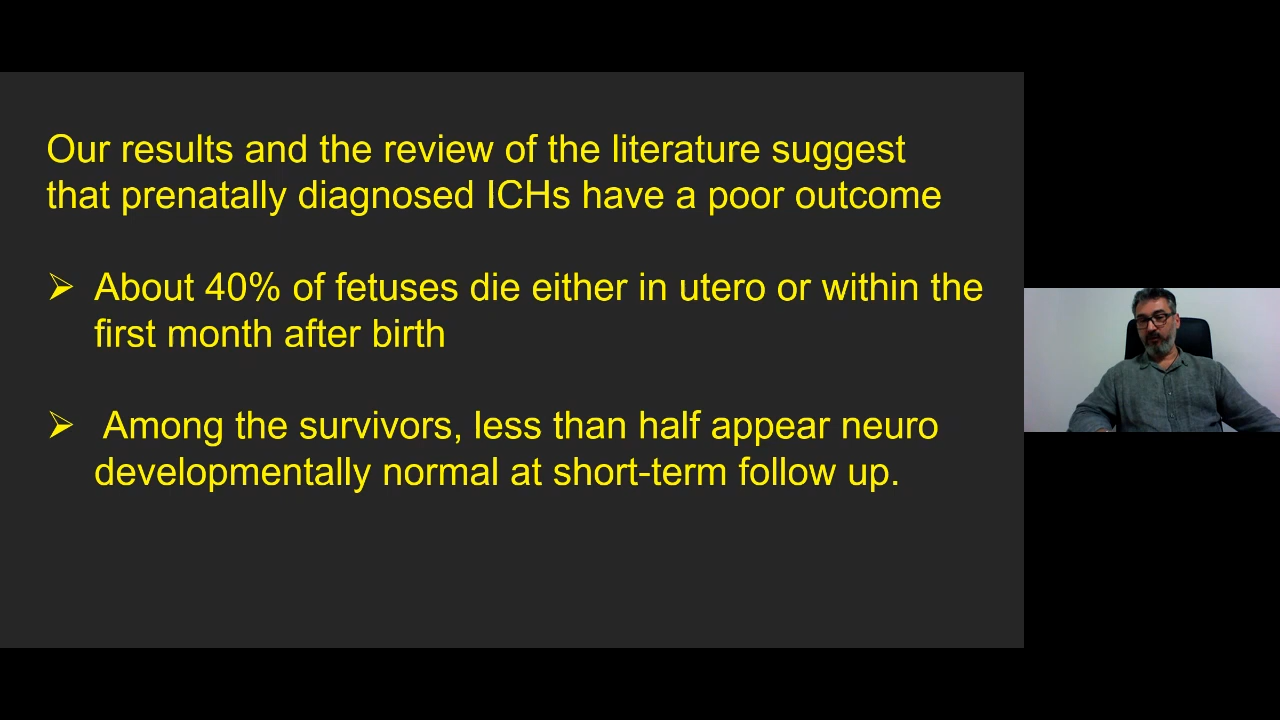 Our results and the review of the literature suggest
that prenatally diagnosed ICHs have a poor outcome
➢ About 40% of fetuses die either in utero or within the
first month after birth
➢ Among the survivors, less than half appear neuro
developmentally normal at short-term follow up.